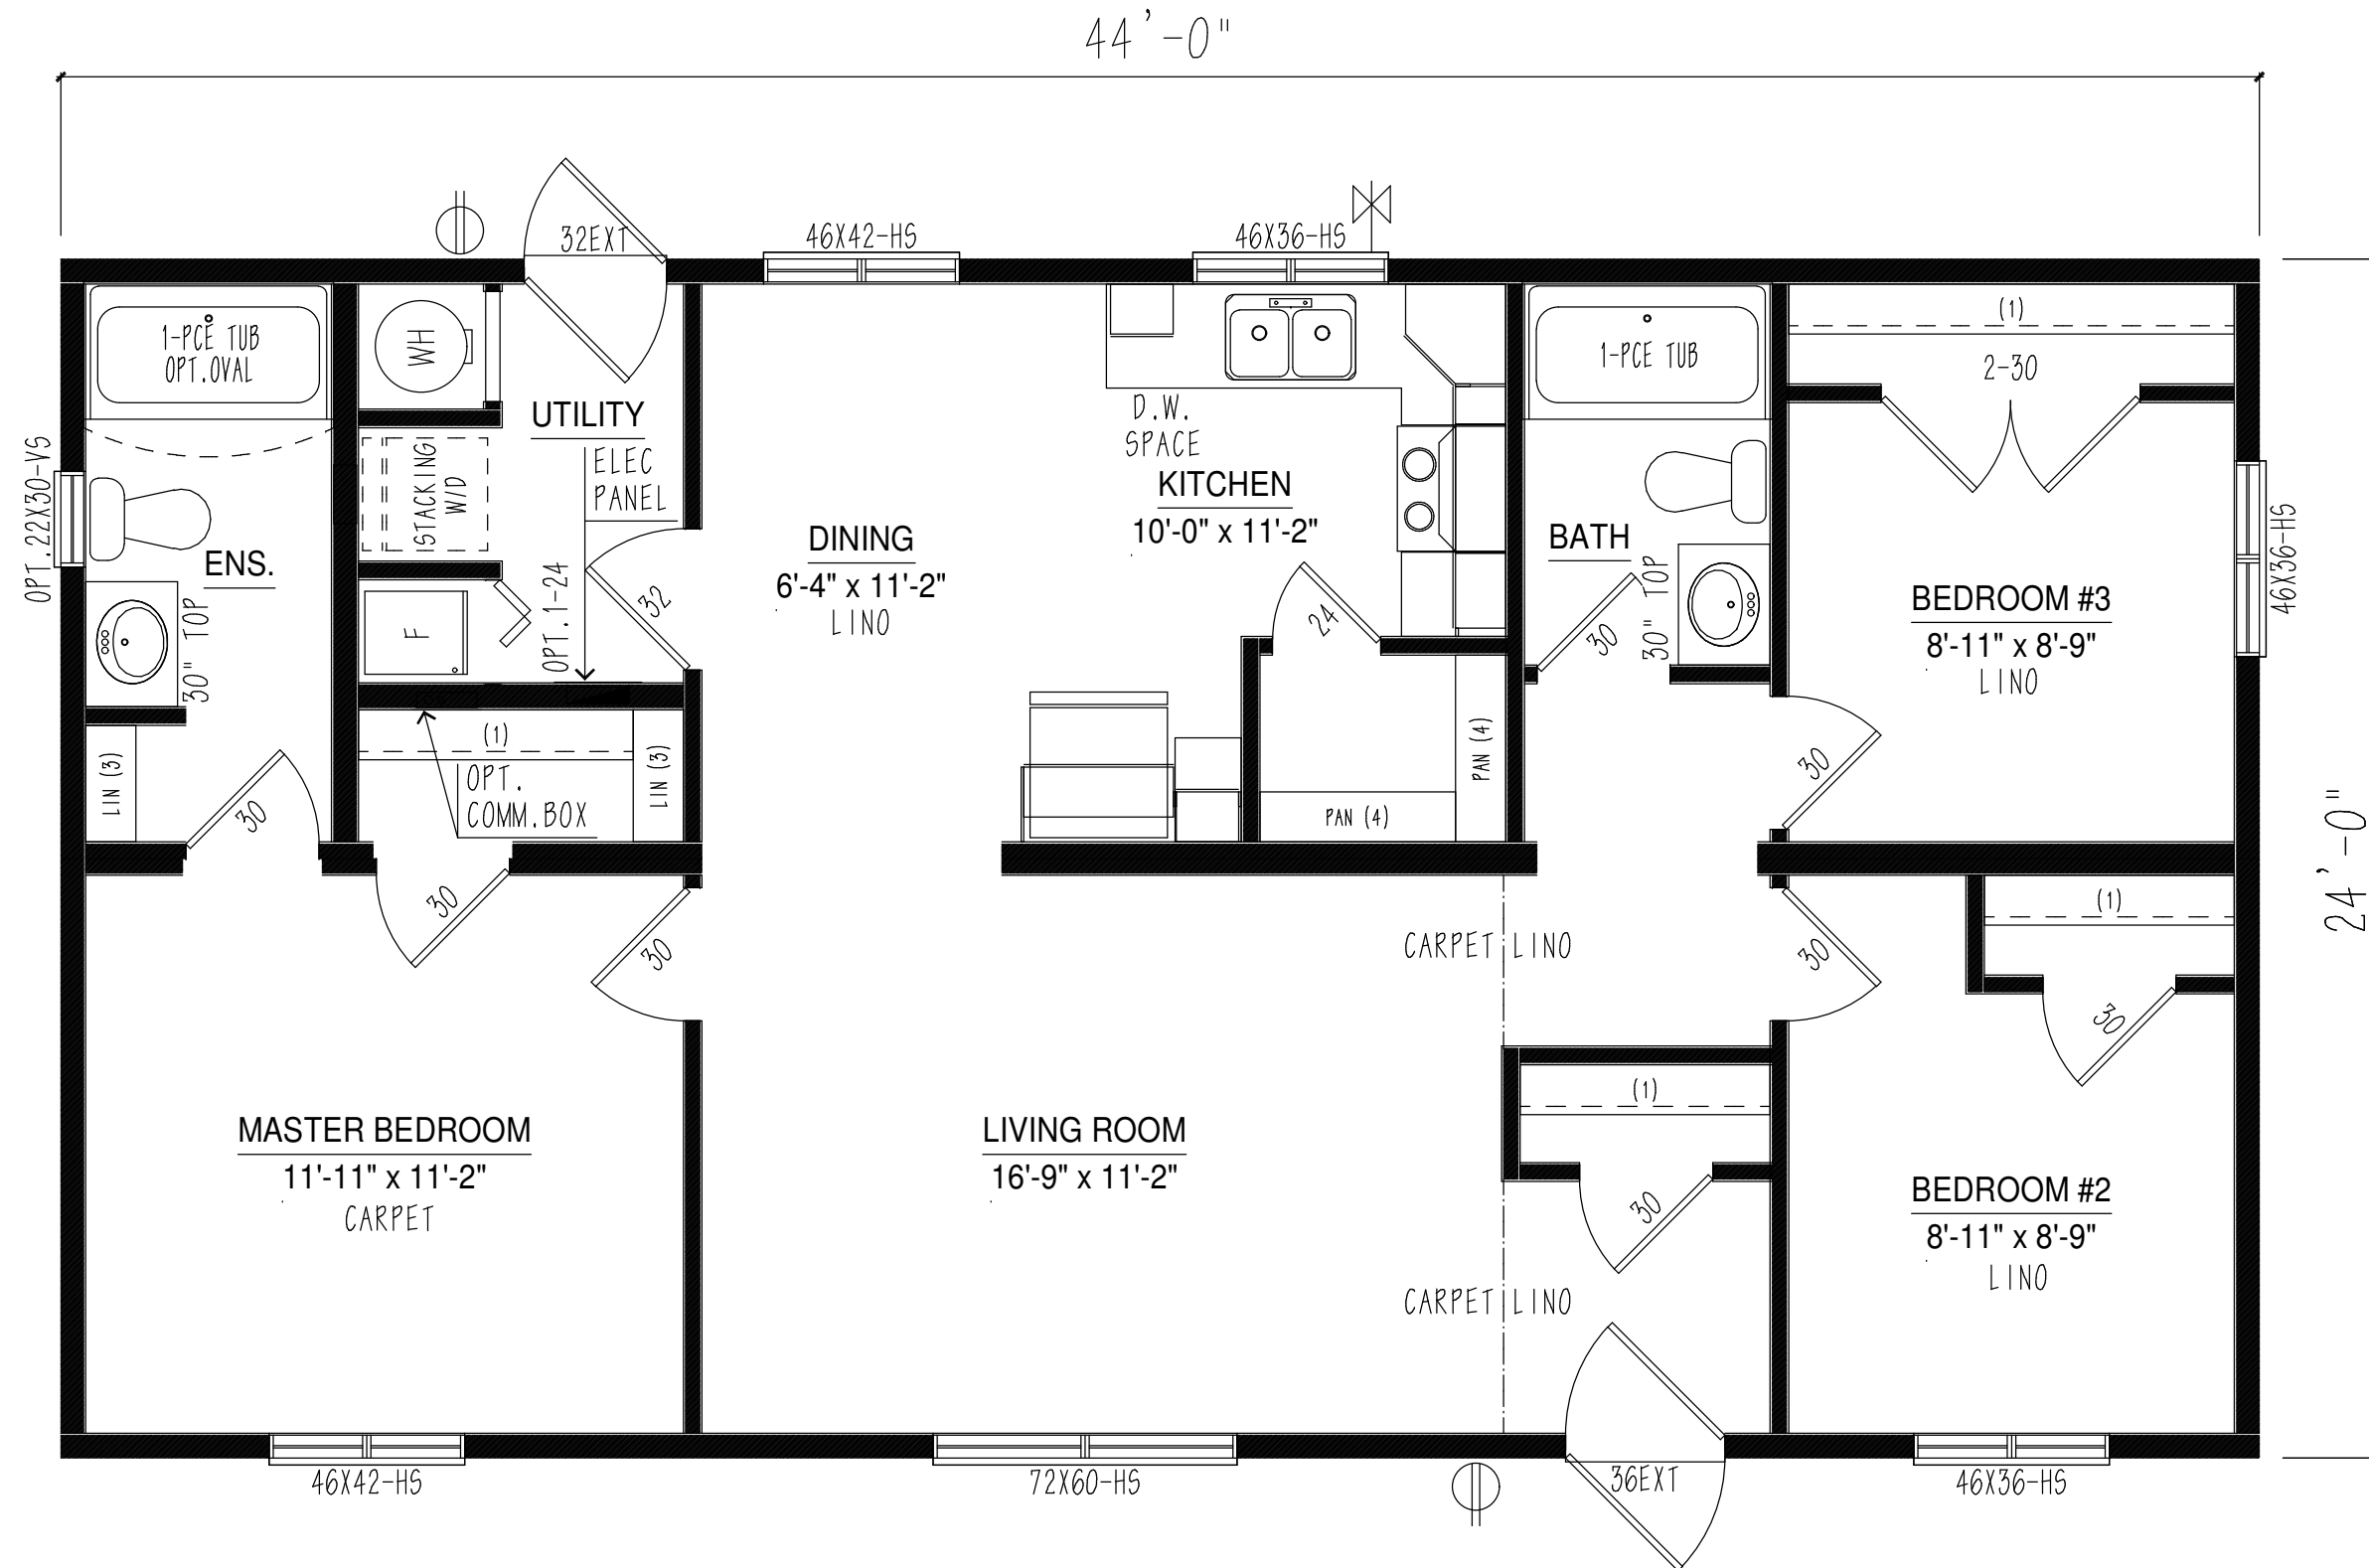 44'-0"
32EXT
46X42-HS
46X36-HS
1-PCE TUB
OPT.OVAL
WH
UTILITY
ELEC
PANEL
STACKING
W/D
F
OPT.1-24
32
OPT.22X30-VS
ENS.
30" TOP
LIN (3)
30
(1)
LIN (3)
OPT.
COMM.BOX
30
30
DINING
6'-4" x 11'-2"
LINO
D.W.
SPACE
KITCHEN
10'-0" x 11'-2"
24
PAN (4)
PAN (4)
1-PCE TUB
BATH
30" TOP
30
(1)
2-30
BEDROOM #3
8'-11" x 8'-9"
LINO
46X36-HS
30
24'-0"
CARPET LINO
30
(1)
30
(1)
30
MASTER BEDROOM
11'-11" x 11'-2"
CARPET
LIVING ROOM
16'-9" x 11'-2"
BEDROOM #2
8'-11" x 8'-9"
LINO
CARPET LINO
46X42-HS
72X60-HS
36EXT
46X36-HS